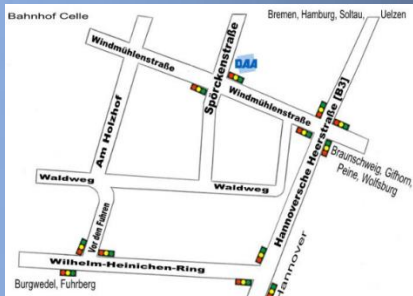 Bahnhof Celle
Bremen, Hamburg, Soltau, Uelzen
Windmühlenstraße
DAA
Spörckenstraße
Windmühlenstraße
Hannoversche Heerstraße [B3]
Am Holzhof
Braunschweig, Gifhorn,
Peine, Wolfsburg
Waldweg
Waldweg
Vor den Fuhren
Wilhelm-Heinichen-Ring
Hannover
Burgwedel, Fuhrberg